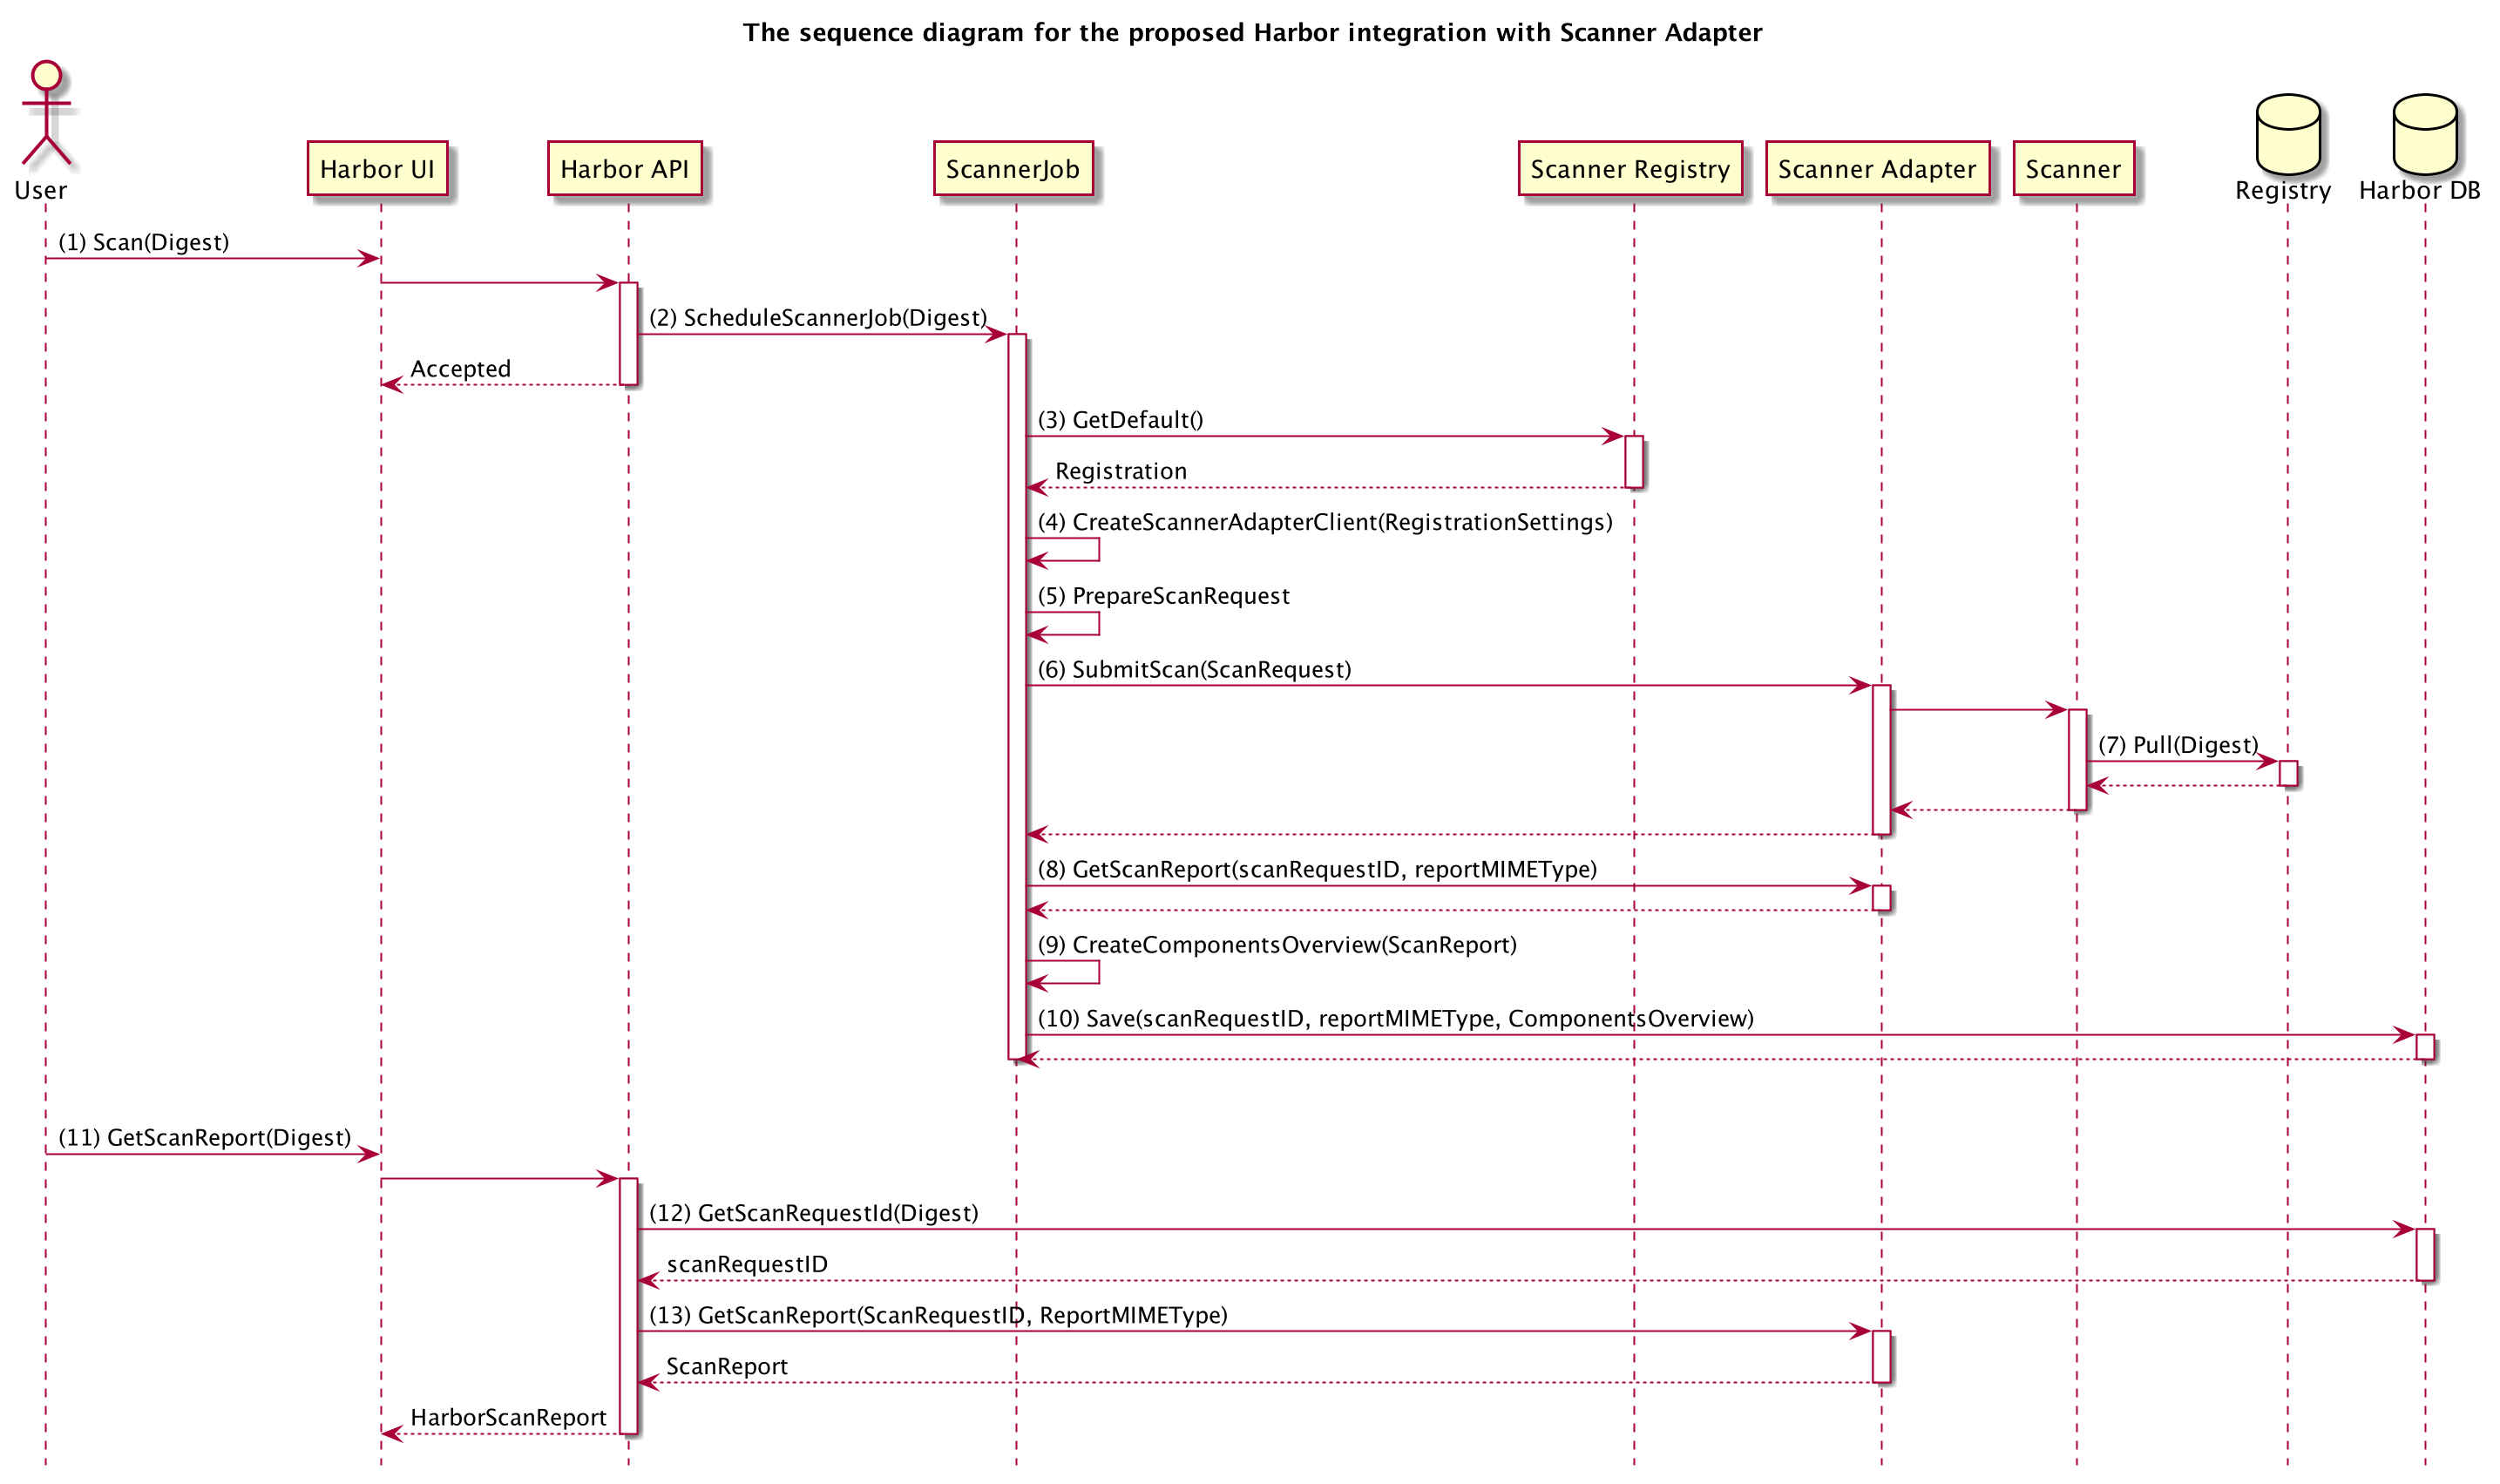 The sequence diagram for the proposed Harbor integration with Scanner Adapter
User
Harbor UI
Harbor API
ScannerJob
Scanner Registry
Scanner Adapter
Scanner
Registry
Harbor DB
(1) Scan(Digest)
(2) ScheduleScannerJob(Digest)
Accepted
(3) GetDefault()
Registration
(4) CreateScannerAdapterClient(RegistrationSettings)
(5) PrepareScanRequest
(6) SubmitScan(ScanRequest)
(7) Pull(Digest)
(8) GetScanReport(scanRequestID, reportMIMEType)
(9) CreateComponentsOverview(ScanReport)
(10) Save(scanRequestID, reportMIMEType, ComponentsOverview)
(11) GetScanReport(Digest)
(12) GetScanRequestId(Digest)
scanRequestID
(13) GetScanReport(ScanRequestID, ReportMIMEType)
ScanReport
HarborScanReport